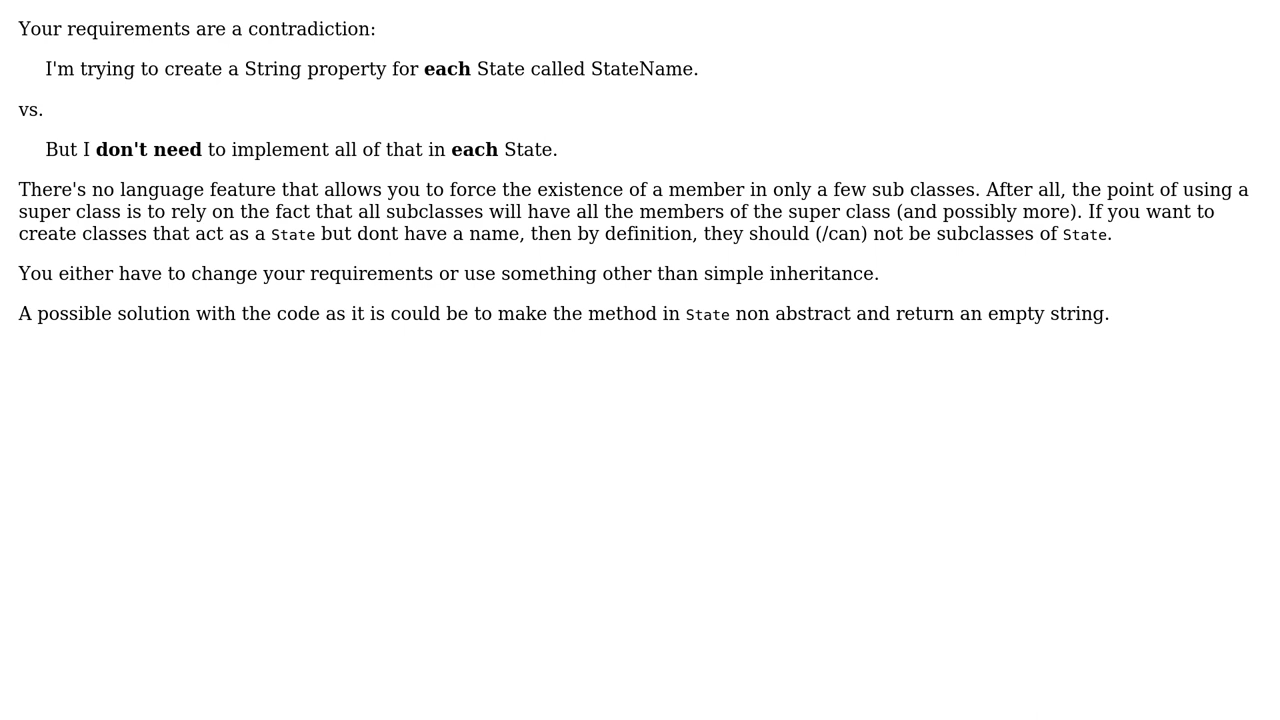 Your requirements are a contradiction:
I'm trying to create a String property for each State called StateName.
vs.
But I don't need to implement all of that in each State.
There's no language feature that allows you to force the existence of a member in only a few sub classes. After all, the point of using a
super class is to rely on the fact that all subclasses will have all the members of the super class (and possibly more). If you want to
create classes that act as a State but dont have a name, then by definition, they should (/can) not be subclasses of State.
You either have to change your requirements or use something other than simple inheritance.
A possible solution with the code as it is could be to make the method in State non abstract and return an empty string.